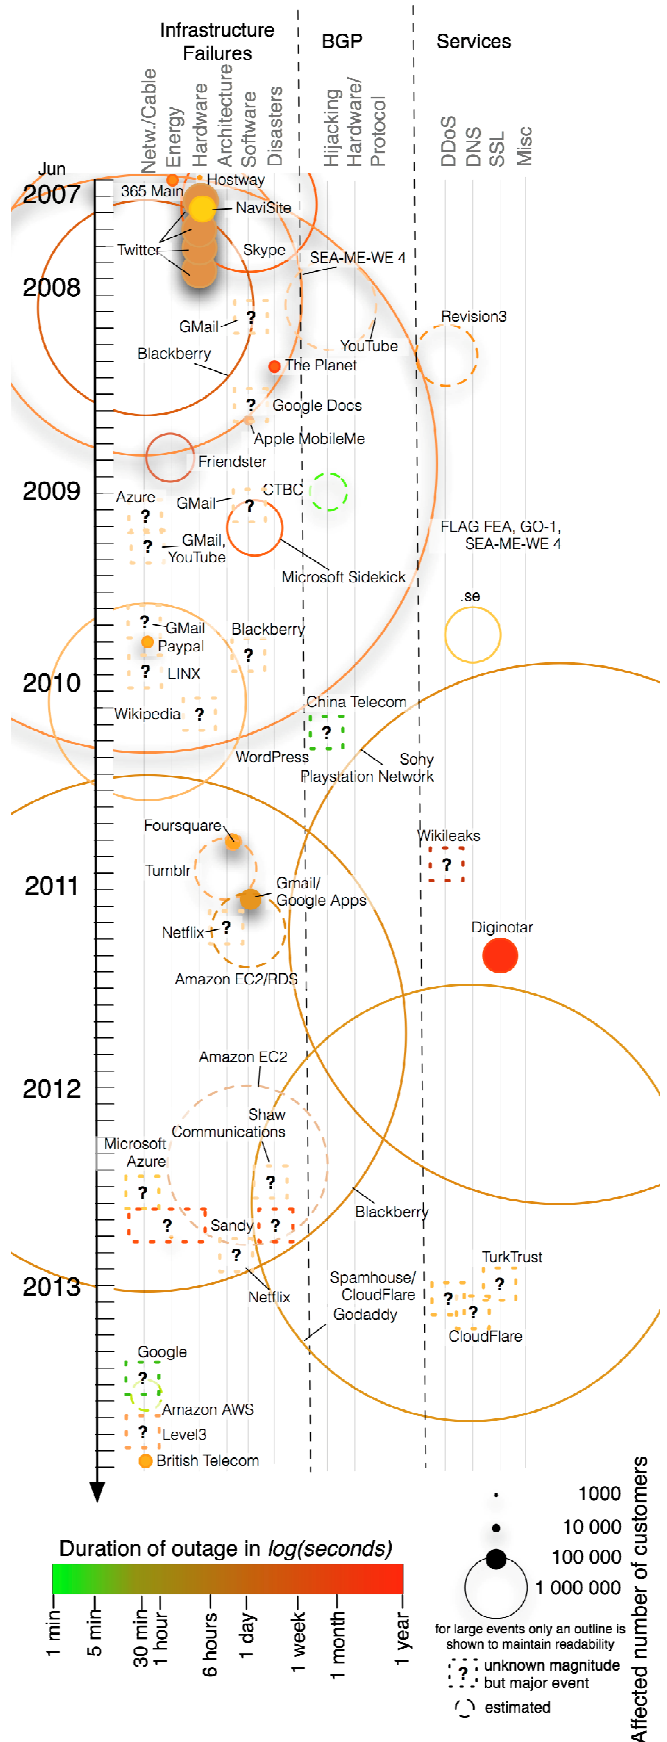 Infrastructure
Failures
BGP
Services
Netw./Cable
Energy
Hardware
Architecture
Software
Disasters
Hijacking
Hardware/
Protocol
DDoS
DNS
SSL
Misc
Jun
2007
365 Main
Hostway
NaviSite
Twitter
Skype
SEA-ME-WE 4
2008
GMail
?
Revision3
YouTube
Blackberry
The Planet
?
Google Docs
Apple MobileMe
Friendster
2009
Azure
GMail
?
CTBC
?
?
GMail,
YouTube
FLAG FEA, GO-1,
SEA-ME-WE 4
Microsoft Sidekick
.se
?
GMail
Blackberry
Paypal
?
?
LINX
2010
China Telecom
Wikipedia
?
?
WordPress
Sony
Playstation Network
Foursquare
Wikileaks
?
Tumblr
2011
Gmail/
Google Apps
Netflix
?
Diginotar
Amazon EC2/RDS
Amazon EC2
2012
Shaw
Communications
Microsoft
Azure
?
?
Blackberry
?
Sandy
?
?
TurkTrust
2013
Netflix
Spamhouse/
CloudFlare
Godaddy
?
?
?
CloudFlare
Google
?
Amazon AWS
?
Level3
British Telecom
Duration of outage in log(seconds)
1 min
5 min
30 min
1 hour
6 hours
1 day
1 week
1 month
1 year
1000
10 000
100 000
1 000 000
Affected number of customers
for large events only an outline is
shown to maintain readability
?
unknown magnitude
but major event
estimated